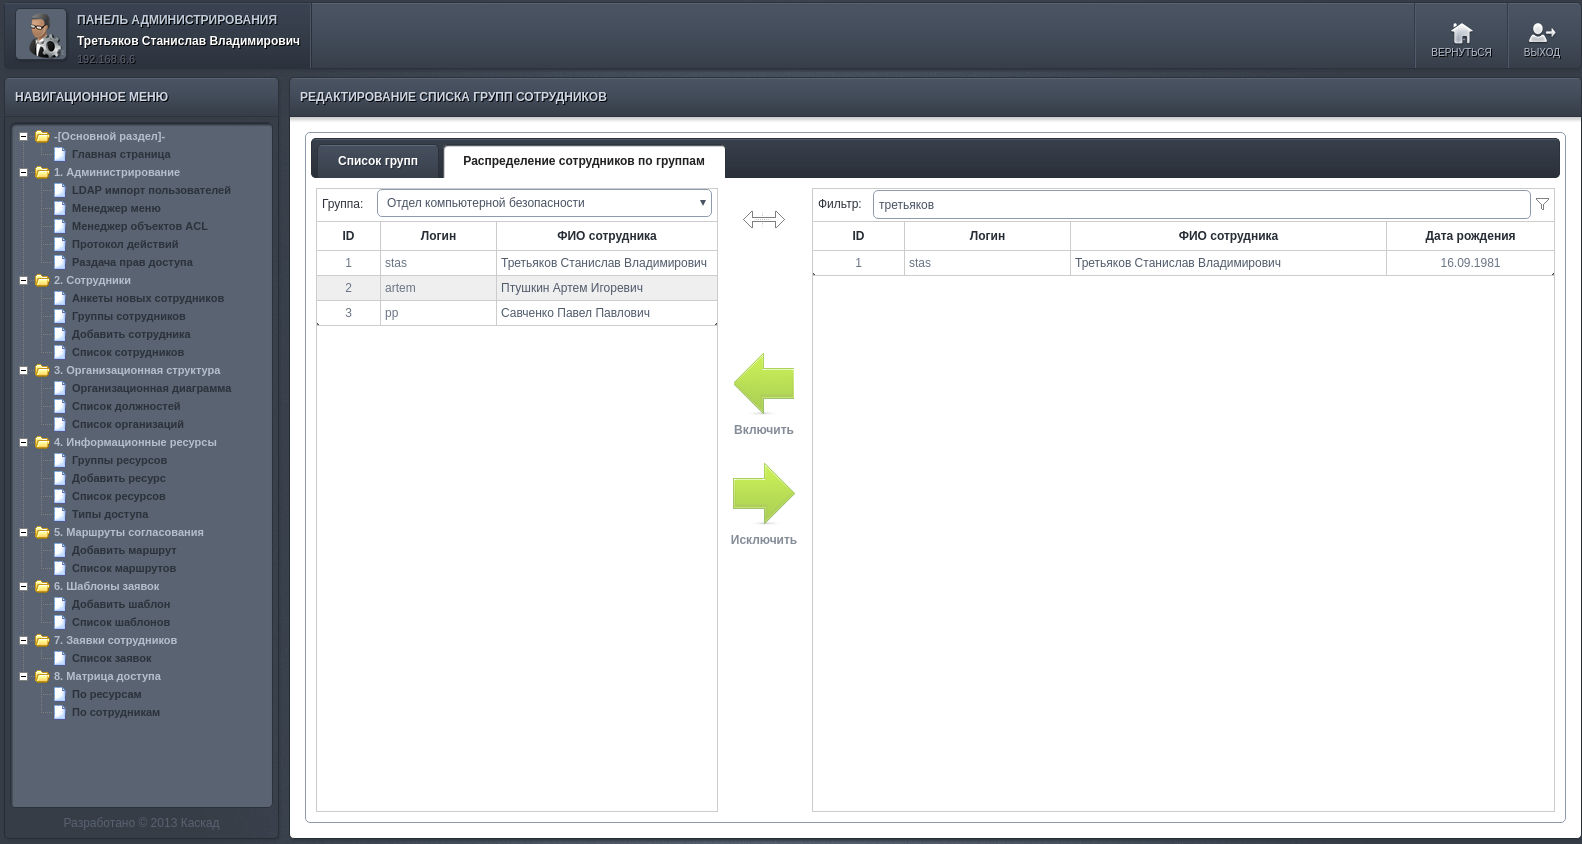 ПАНЕЛЬ АДМИНИСТРИРОВАНИЯ
Третьяков Станислав Владимирович
192.168.6.6
ВЕРНУТЬСЯ
ВЫХОД
НАВИГАЦИОННОЕ МЕНЮ
-[Основной раздел]-
Главная страница
1. Администрирование
LDAP импорт пользователей
Менеджер меню
Менеджер объектов ACL
Протокол действий
Раздача прав доступа
2. Сотрудники
Анкеты новых сотрудников
Группы сотрудников
Добавить сотрудника
Список сотрудников
3. Организационная структура
Организационная диаграмма
Список должностей
Список организаций
4. Информационные ресурсы
Группы ресурсов
Добавить ресурс
Список ресурсов
Типы доступа
5. Маршруты согласования
Добавить маршрут
Список маршрутов
6. Шаблоны заявок
Добавить шаблон
Список шаблонов
7. Заявки сотрудников
Список заявок
8. Матрица доступа
По ресурсам
По сотрудникам
Разработано © 2013 Каскад
РЕДАКТИРОВАНИЕ СПИСКА ГРУПП СОТРУДНИКОВ
Список групп
Распределение сотрудников по группам
Группа: Отдел компьютерной безопасности
ID Логин ФИО сотрудника
1 stas Третьяков Станислав Владимирович
2 artem Птушкин Артем Игоревич
3 pp Савченко Павел Павлович
Включить
Исключить
Фильтр: третьяков
ID Логин ФИО сотрудника Дата рождения
1 stas Третьяков Станислав Владимирович 16.09.1981